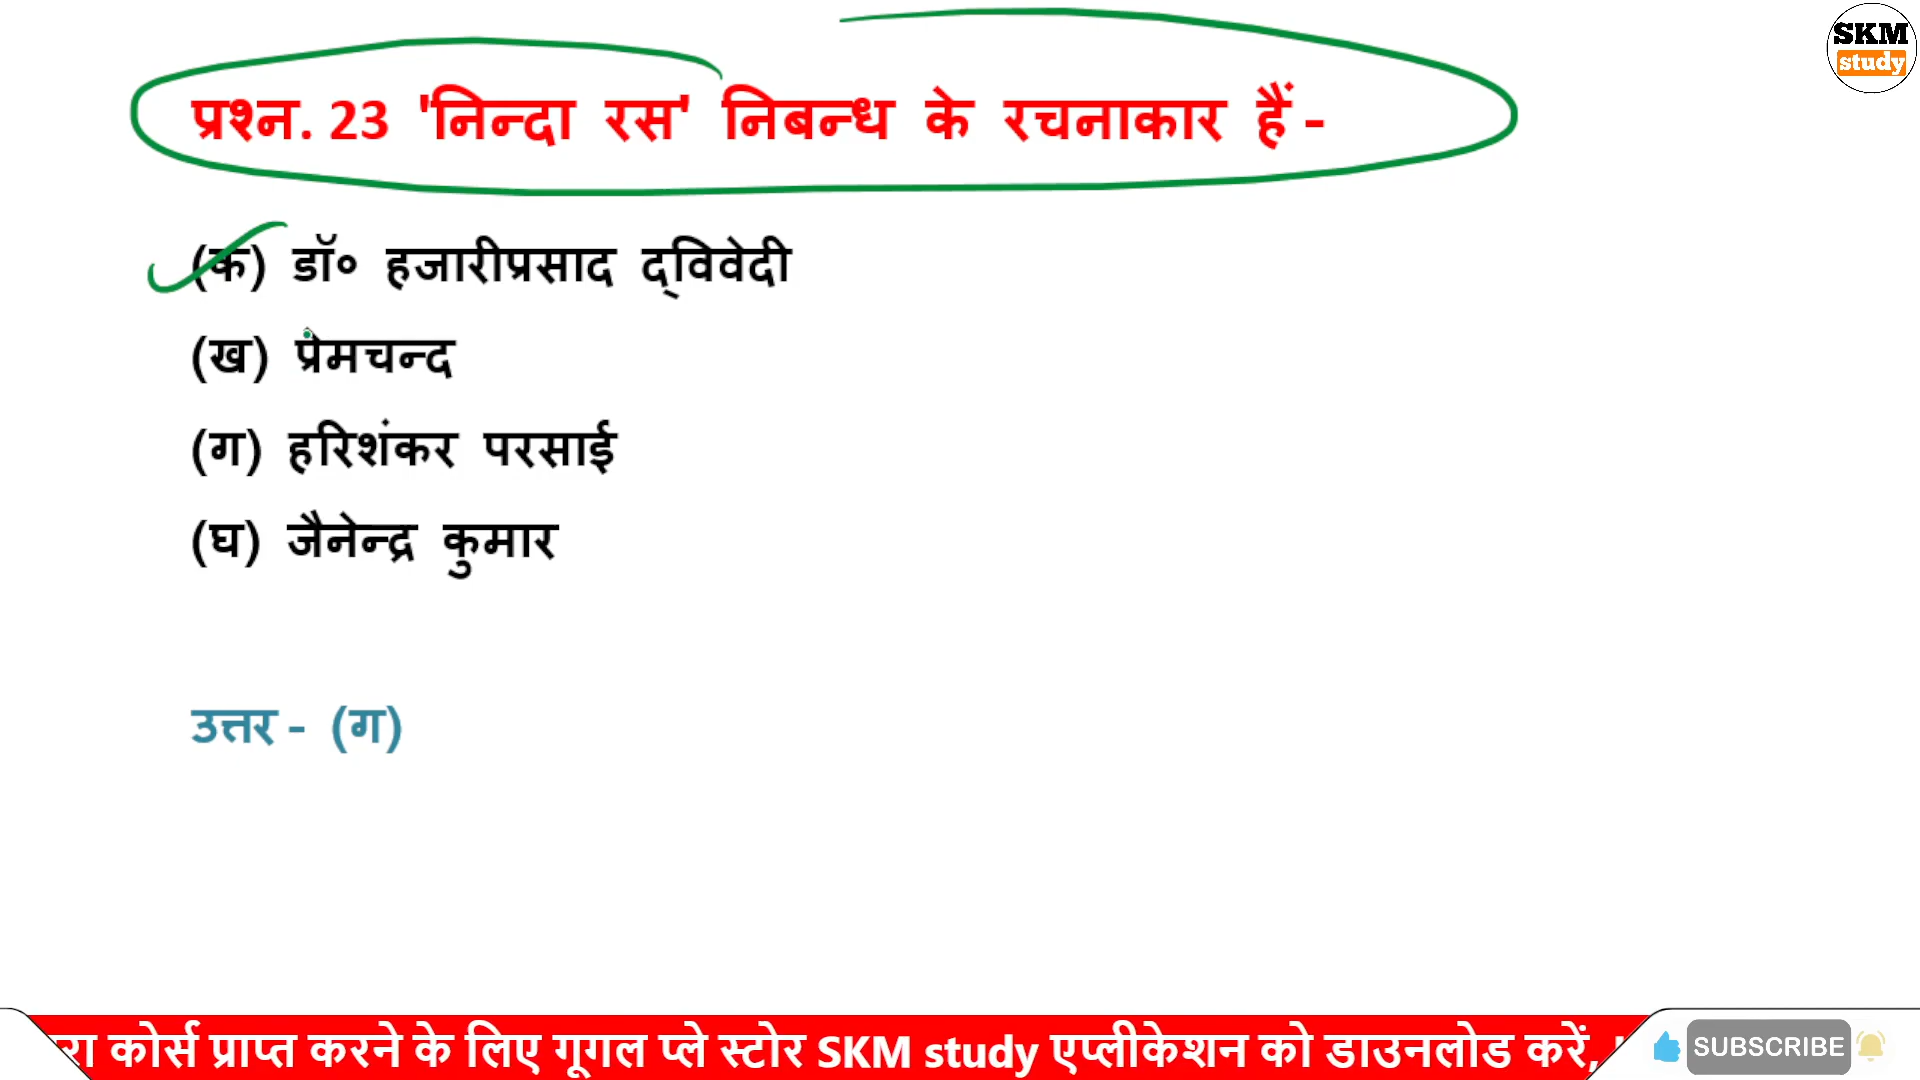 SKM
study
प्रश्न. 23 'निन्दा रस' निबन्ध के रचनाकार हैं -
(क) डॉ० हजारीप्रसाद द्विवेदी
(ख) प्रेमचन्द
(ग) हरिशंकर परसाई
(घ) जैनेन्द्र कुमार
उत्तर - (ग)
रा कोर्स प्राप्त करने के लिए गूगल प्ले स्टोर SKM study एप्लीकेशन को डाउनलोड करें,
SUBSCRIBE